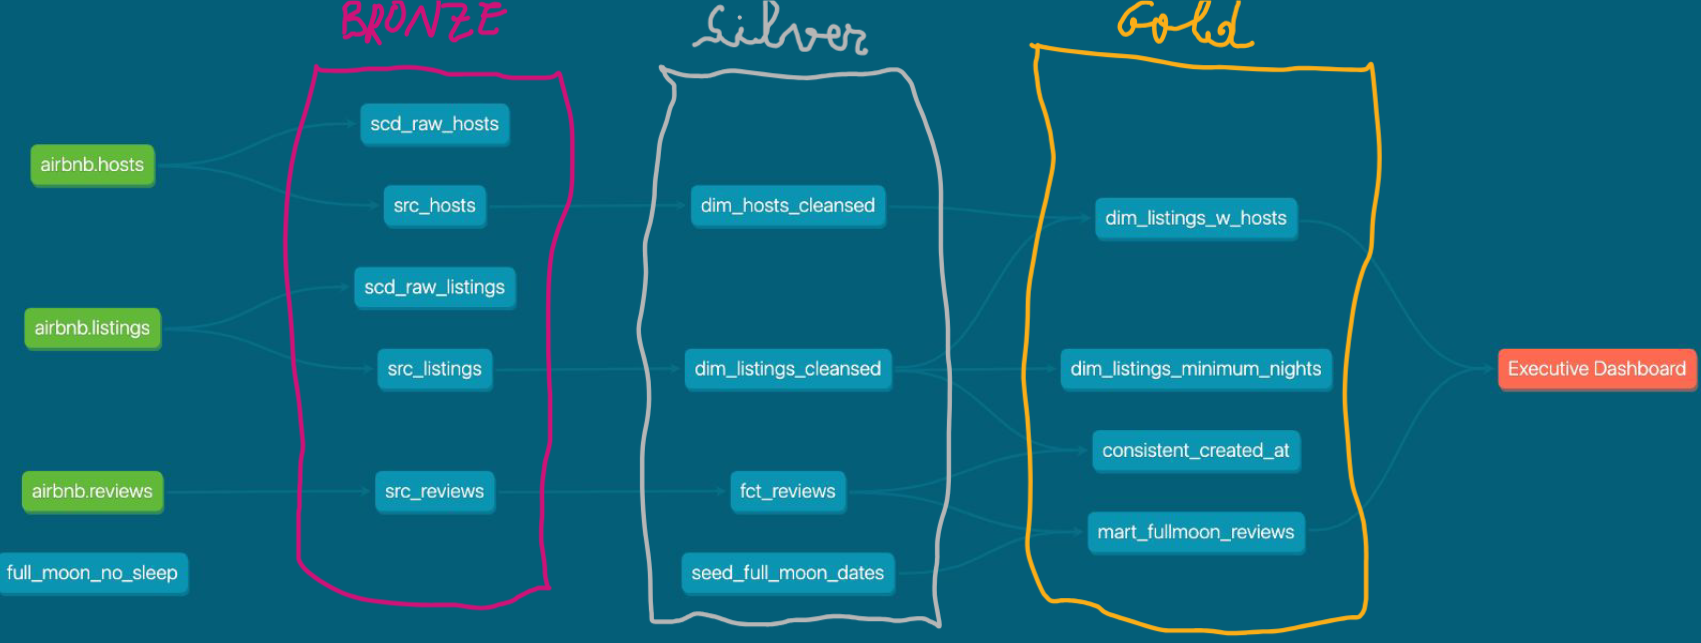 BRONZE
Silver
Gold
scd_raw_hosts
airbnb.hosts
src_hosts
dim_hosts_cleansed
dim_listings_w_hosts
scd_raw_listings
airbnb.listings
src_listings
dim_listings_cleansed
dim_listings_minimum_nights
Executive Dashboard
consistent_created_at
airbnb.reviews
src_reviews
fct_reviews
mart_fullmoon_reviews
full_moon_no_sleep
seed_full_moon_dates